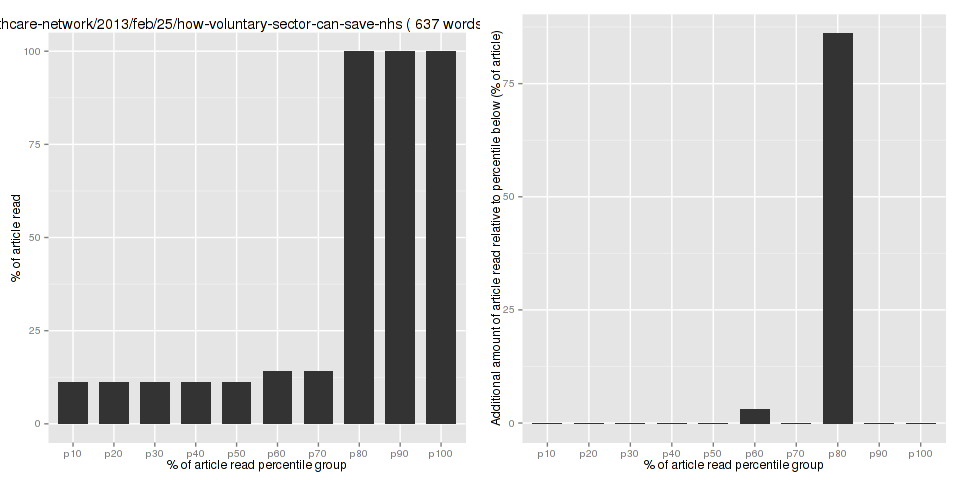 thcare-network/2013/feb/25/how-voluntary-sector-can-save-nhs ( 637 words
% of article read
100
75
50
25
0
p10 p20 p30 p40 p50 p60 p70 p80 p90 p100
% of article read percentile group
Additional amount of article read relative to percentile below (% of article)
75
50
25
0
p10 p20 p30 p40 p50 p60 p70 p80 p90 p100
% of article read percentile group